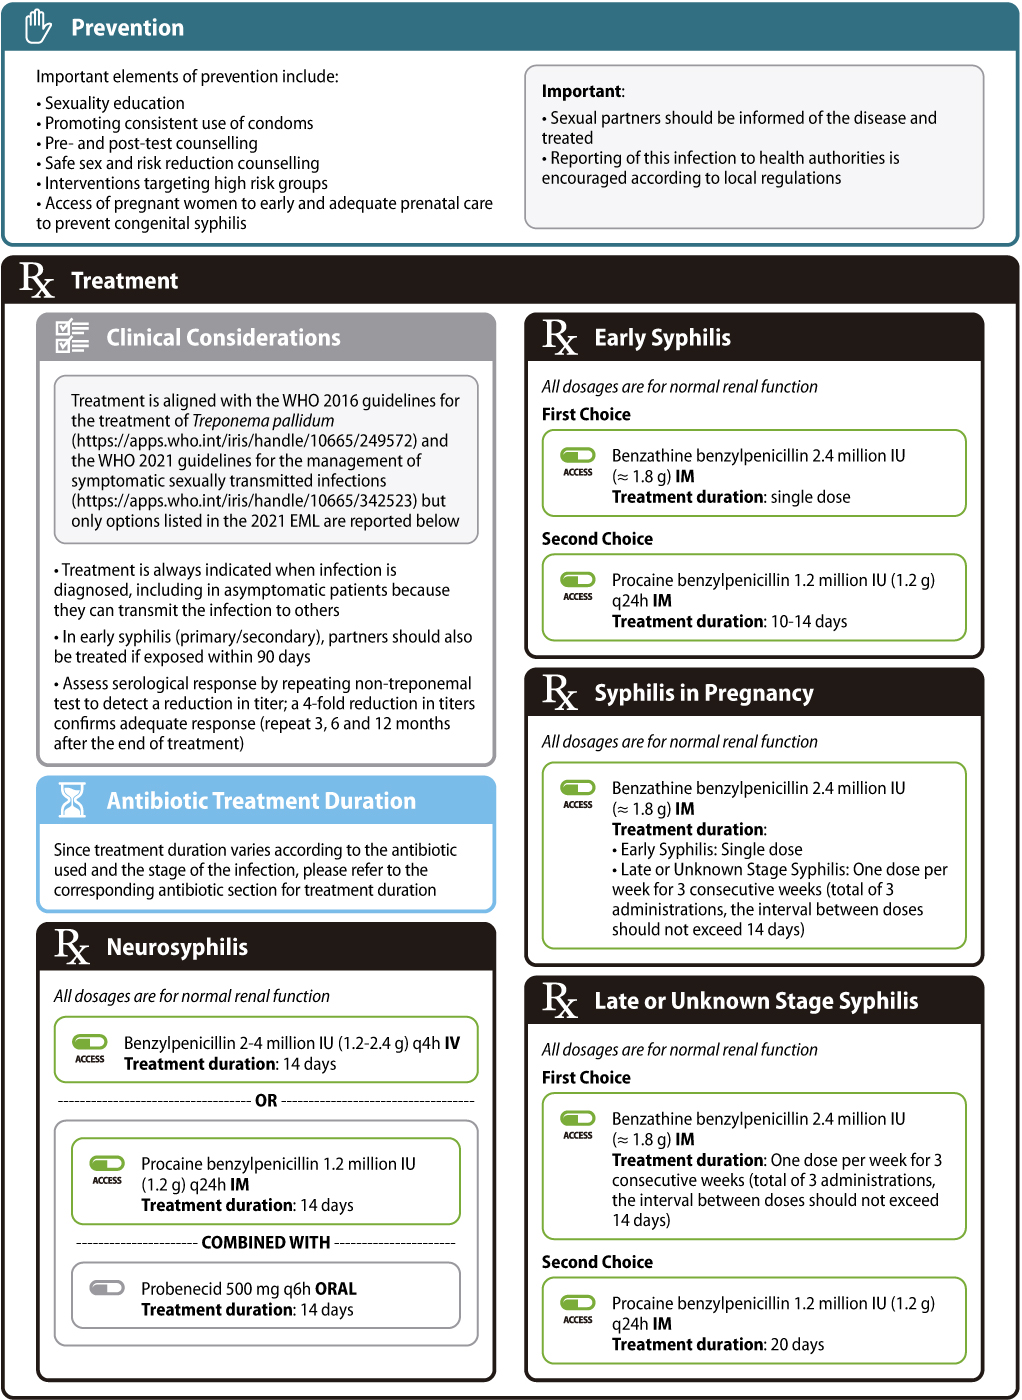 Prevention
Important elements of prevention include:
• Sexuality education
• Promoting consistent use of condoms
• Pre- and post-test counselling
• Safe sex and risk reduction counselling
• Interventions targeting high risk groups
• Access of pregnant women to early and adequate prenatal care
to prevent congenital syphilis
Important:
• Sexual partners should be informed of the disease and
treated
• Reporting of this infection to health authorities is
encouraged according to local regulations
Rx Treatment
Clinical Considerations
Treatment is aligned with the WHO 2016 guidelines for
the treatment of Treponema pallidum
(https://apps.who.int/iris/handle/10665/249572) and
the WHO 2021 guidelines for the management of
symptomatic sexually transmitted infections
(https://apps.who.int/iris/handle/10665/342523) but
only options listed in the 2021 EML are reported below
• Treatment is always indicated when infection is
diagnosed, including in asymptomatic patients because
they can transmit the infection to others
• In early syphilis (primary/secondary), partners should also
be treated if exposed within 90 days
• Assess serological response by repeating non-treponemal
test to detect a reduction in titer; a 4-fold reduction in titers
confirms adequate response (repeat 3, 6 and 12 months
after the end of treatment)
Antibiotic Treatment Duration
Since treatment duration varies according to the antibiotic
used and the stage of the infection, please refer to the
corresponding antibiotic section for treatment duration
Rx Neurosyphilis
All dosages are for normal renal function
Benzylpenicillin 2-4 million IU (1.2-2.4 g) q4h IV
ACCESS
Treatment duration: 14 days
OR
Procaine benzylpenicillin 1.2 million IU
ACCESS
(1.2 g) q24h IM
Treatment duration: 14 days
COMBINED WITH
Probenecid 500 mg q6h ORAL
Treatment duration: 14 days
Rx Early Syphilis
All dosages are for normal renal function
First Choice
Benzathine benzylpenicillin 2.4 million IU
ACCESS
(≈ 1.8 g) IM
Treatment duration: single dose
Second Choice
Procaine benzylpenicillin 1.2 million IU (1.2 g)
ACCESS
q24h IM
Treatment duration: 10-14 days
Rx Syphilis in Pregnancy
All dosages are for normal renal function
Benzathine benzylpenicillin 2.4 million IU
ACCESS
(≈ 1.8 g) IM
Treatment duration:
• Early Syphilis: Single dose
• Late or Unknown Stage Syphilis: One dose per
week for 3 consecutive weeks (total of 3
administrations, the interval between doses
should not exceed 14 days)
Rx Late or Unknown Stage Syphilis
All dosages are for normal renal function
First Choice
Benzathine benzylpenicillin 2.4 million IU
ACCESS
(≈ 1.8 g) IM
Treatment duration: One dose per week for 3
consecutive weeks (total of 3 administrations,
the interval between doses should not exceed
14 days)
Second Choice
Procaine benzylpenicillin 1.2 million IU (1.2 g)
ACCESS
q24h IM
Treatment duration: 20 days